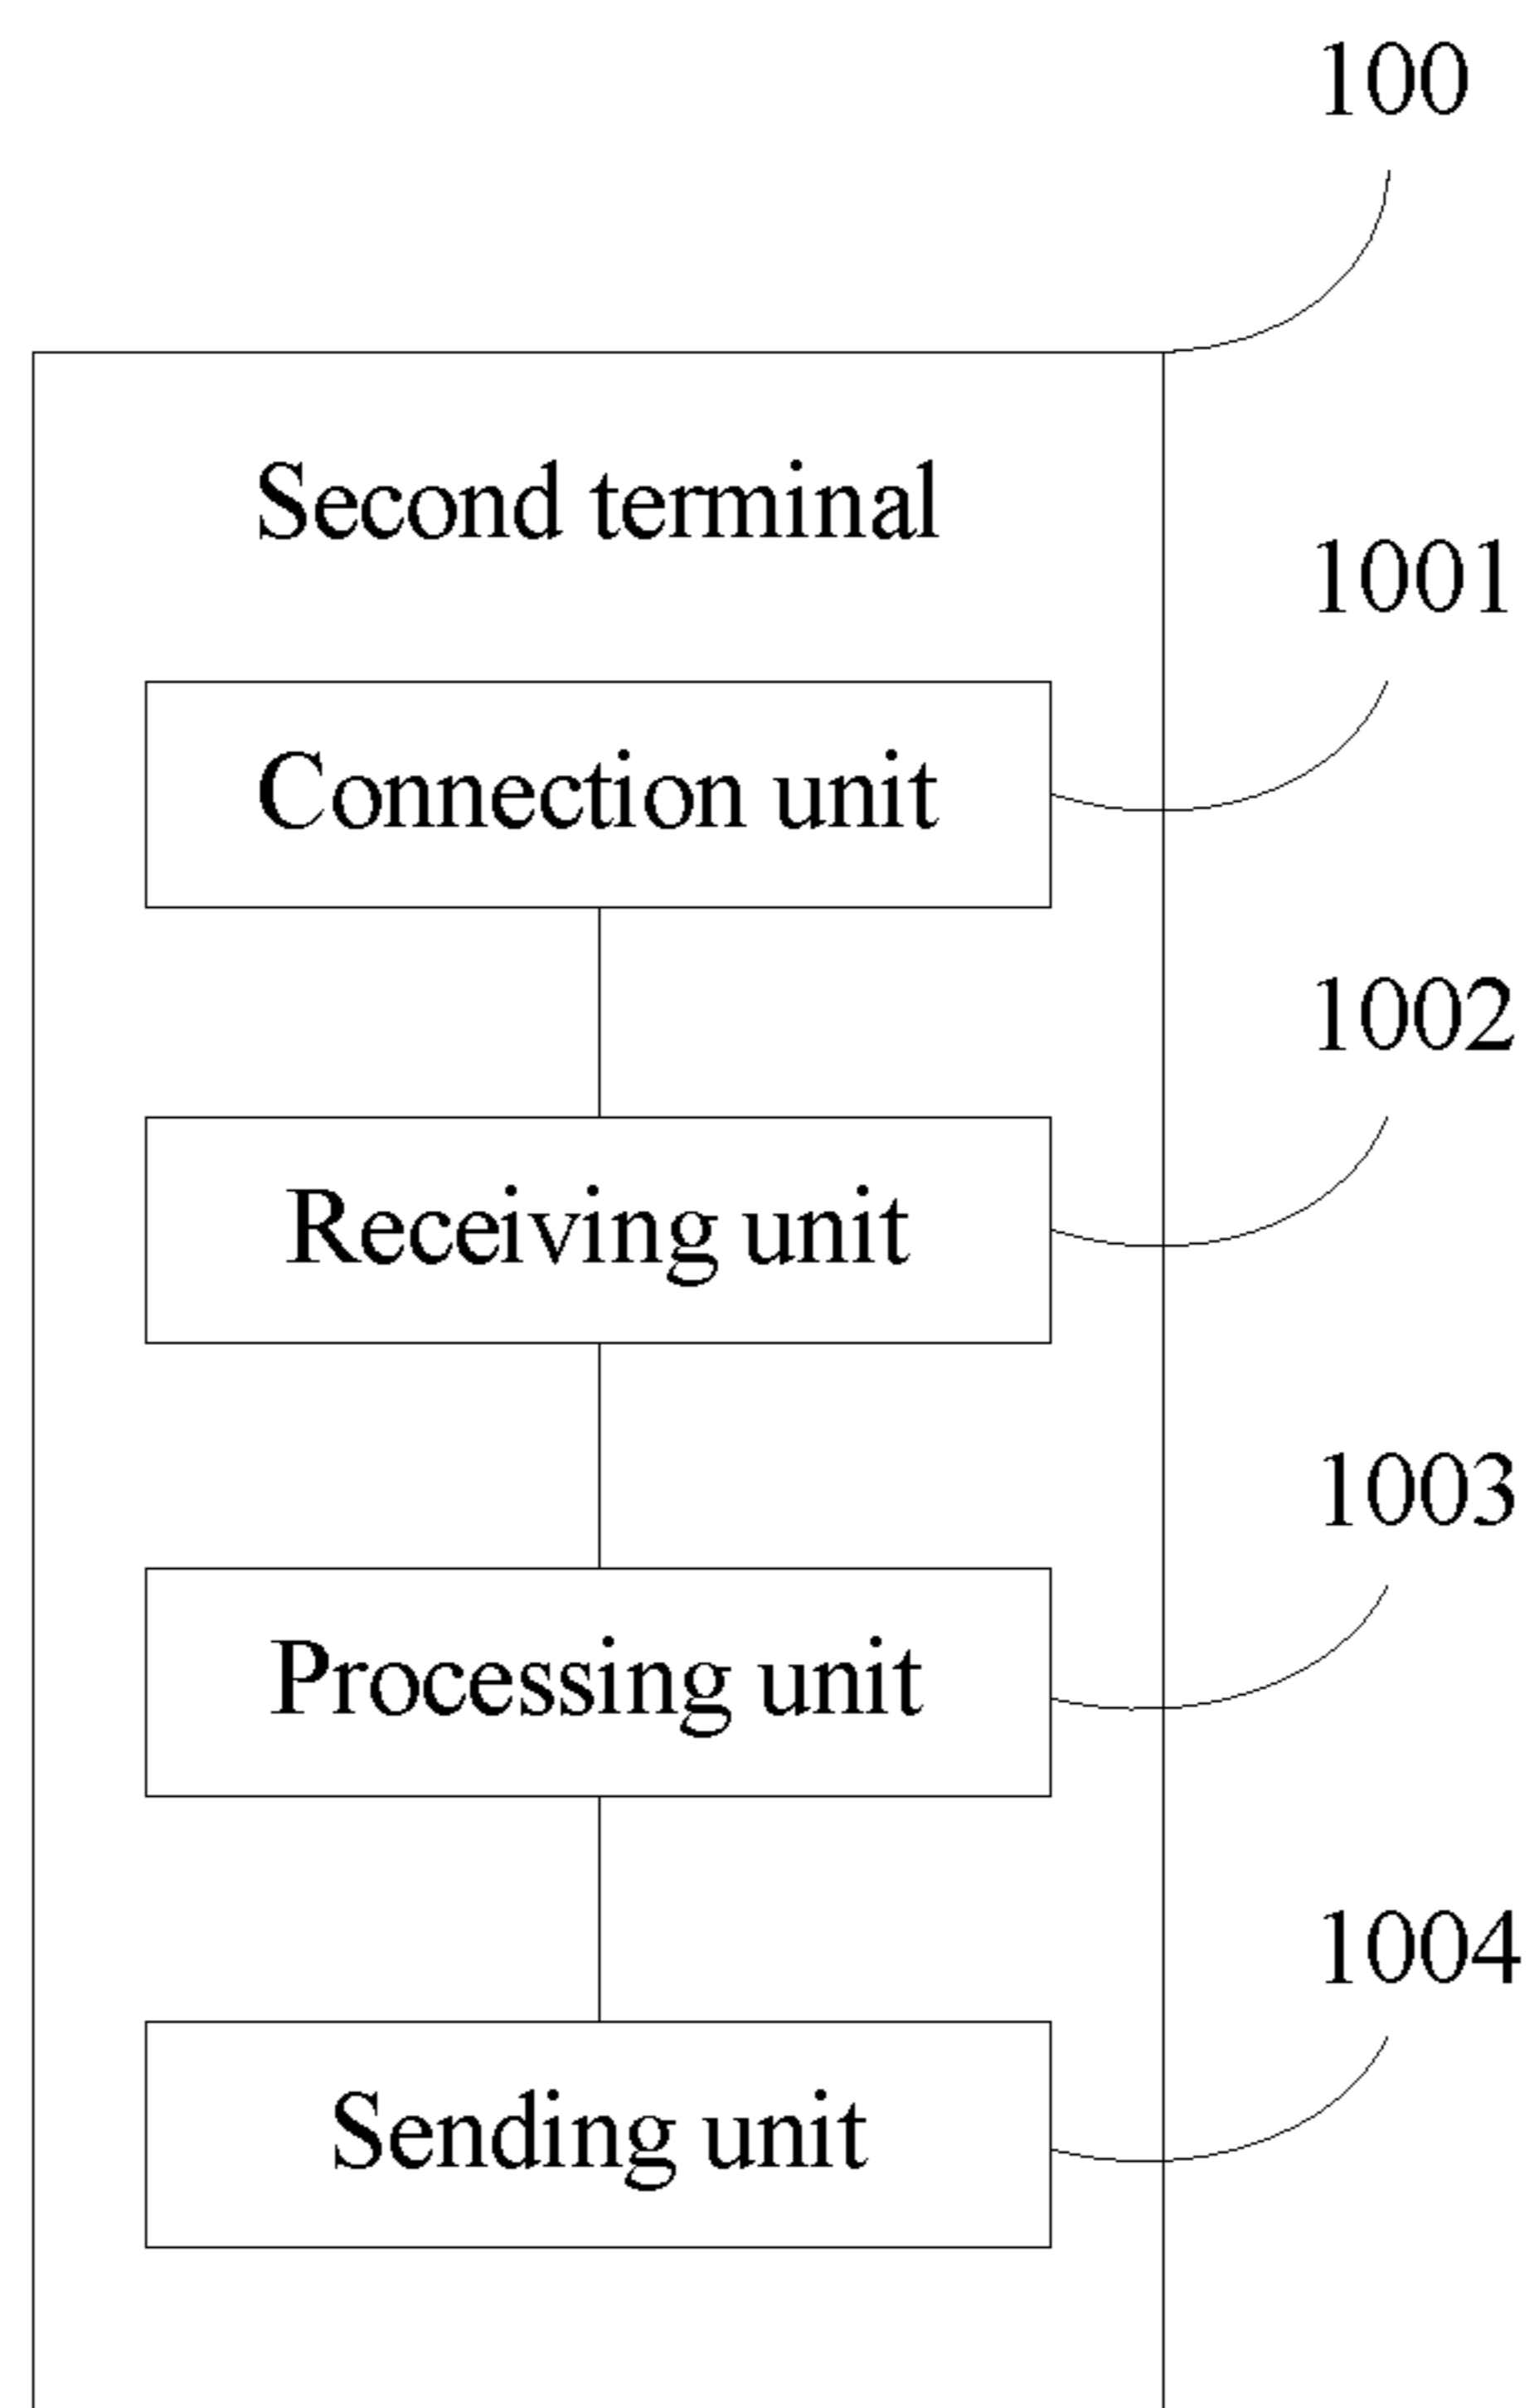 100
Second terminal
1001
Connection unit
1002
Receiving unit
1003
Processing unit
1004
Sending unit